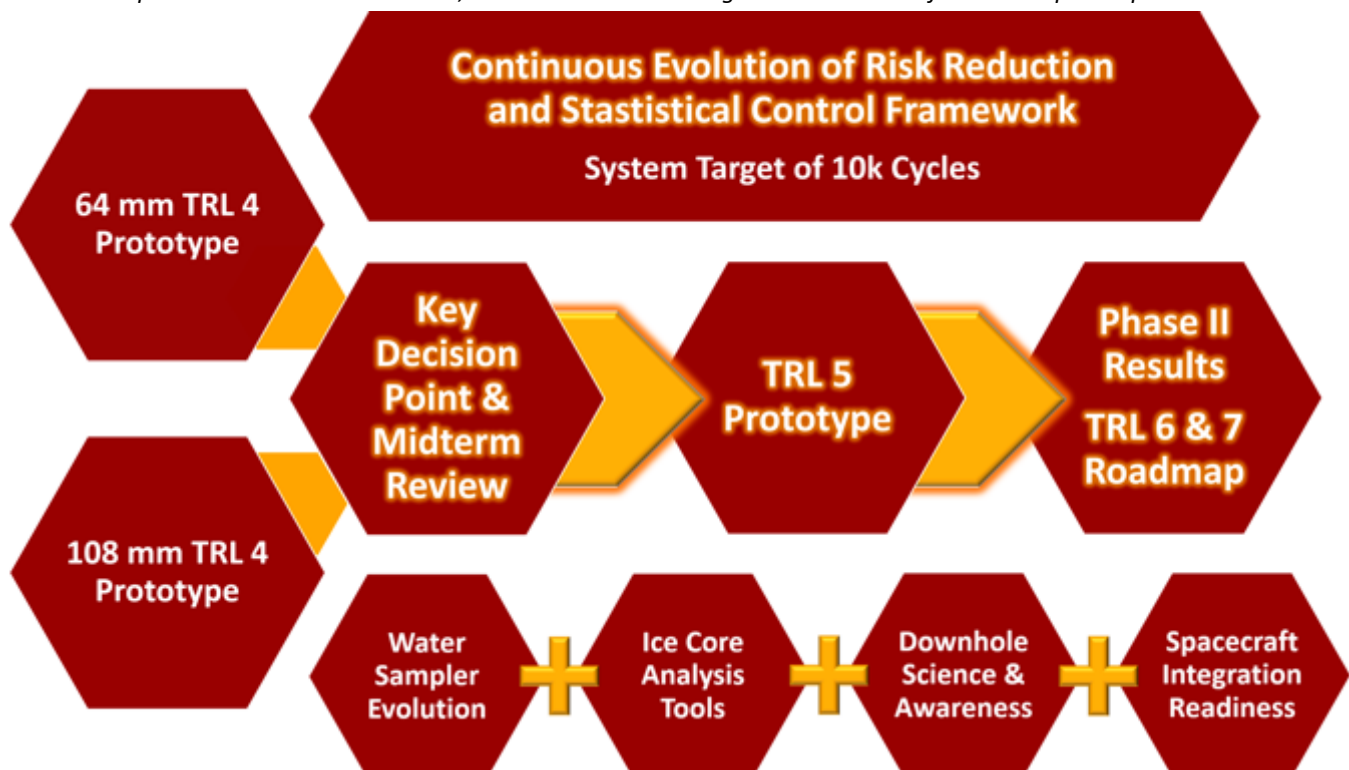 Continuous Evolution of Risk Reduction
and Stastistical Control Framework
System Target of 10k Cycles
64 mm TRL 4
Prototype
108 mm TRL 4
Prototype
Key
Decision
Point &
Midterm
Review
TRL 5
Prototype
Phase II
Results
TRL 6 & 7
Roadmap
Water
Sampler
Evolution
Ice Core
Analysis
Tools
Downhole
Science &
Awareness
Spacecraft
Integration
Readiness